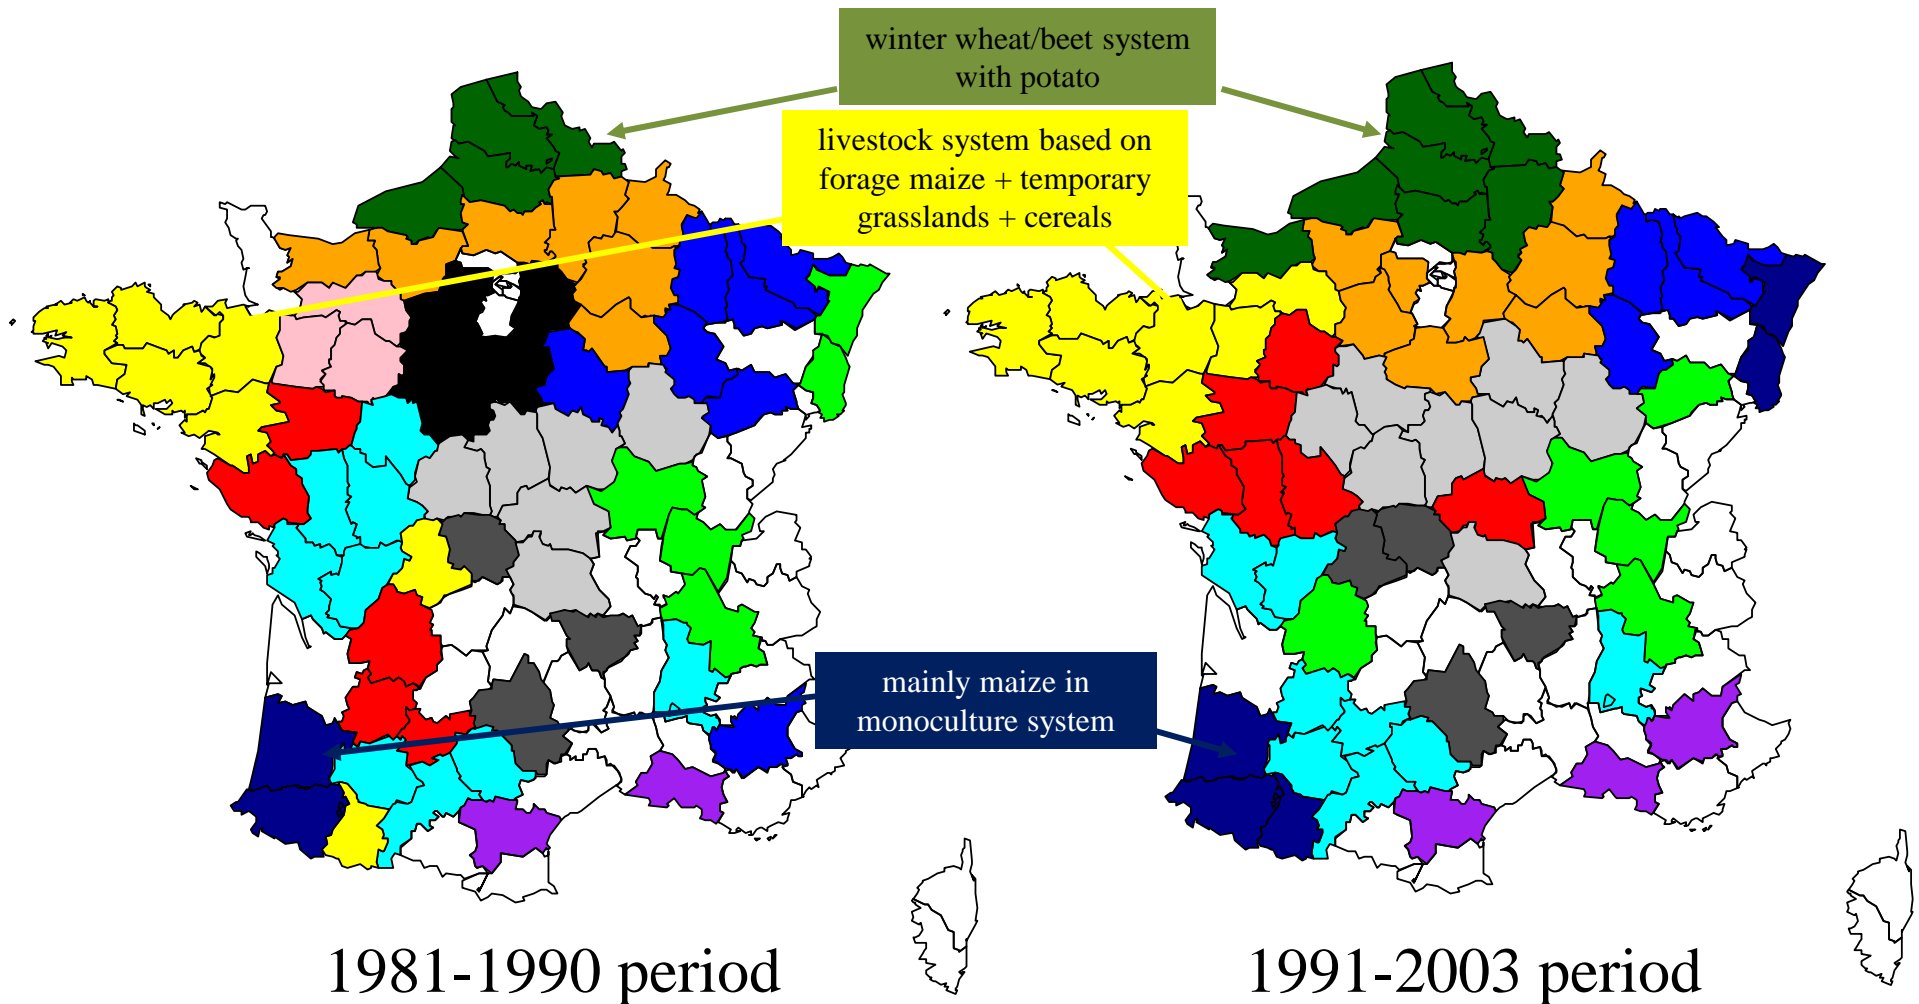 winter wheat/beet system
with potato
livestock system based on
forage maize + temporary
grasslands + cereals
mainly maize in
monoculture system
1981-1990 period
1991-2003 period